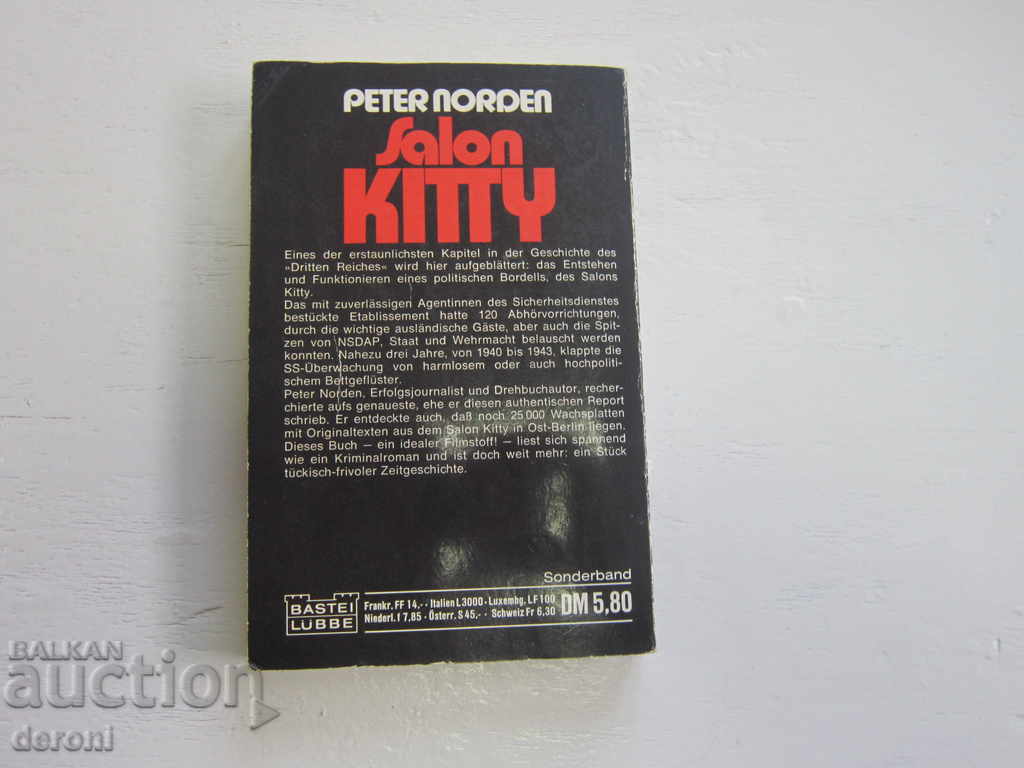 PETER NORDEN
Salon
KITTY
Eines der erstaunlichsten Kapitel in der Geschichte des
»Dritten Reiches« wird hier aufgeblättert: das Entstehen
und Funktionieren eines politischen Bordells, des Salons
Kitty.
Das mit zuverlässigen Agentinnen des Sicherheitsdienstes
bestückte Etablissement hatte 120 Abhörvorrichtungen,
durch die wichtige ausländische Gäste, aber auch die Spit-
zen von NSDAP, Staat und Wehrmacht belauscht werden
konnten. Nahezu drei Jahre, von 1940 bis 1943, klappte die
SS-Überwachung von harmlosem oder auch hochpoliti-
schem Bettgeflüster.
Peter Norden, Erfolgsjournalist und Drehbuchautor, recher-
chierte aufs genaueste, ehe er diesen authentischen Report
schrieb. Er entdeckte auch, daß noch 25000 Wachsplatten
mit Originaltexten aus dem Salon Kitty in Ost-Berlin liegen.
Dieses Buch – ein idealer Filmstoff! – liest sich spannend
wie ein Kriminalroman und ist doch weit mehr: ein Stück
tückisch-frivoler Zeitgeschichte.
Sonderband
BASTEI
LÜBBE
Frankr. FF 14,- · Italien L3000 · Luxembg. LF 100
Niederl. f 7,85 · Österr. S 45,- · Schweiz Fr 6,30
DM 5,80
BALKAN
auction
deroni